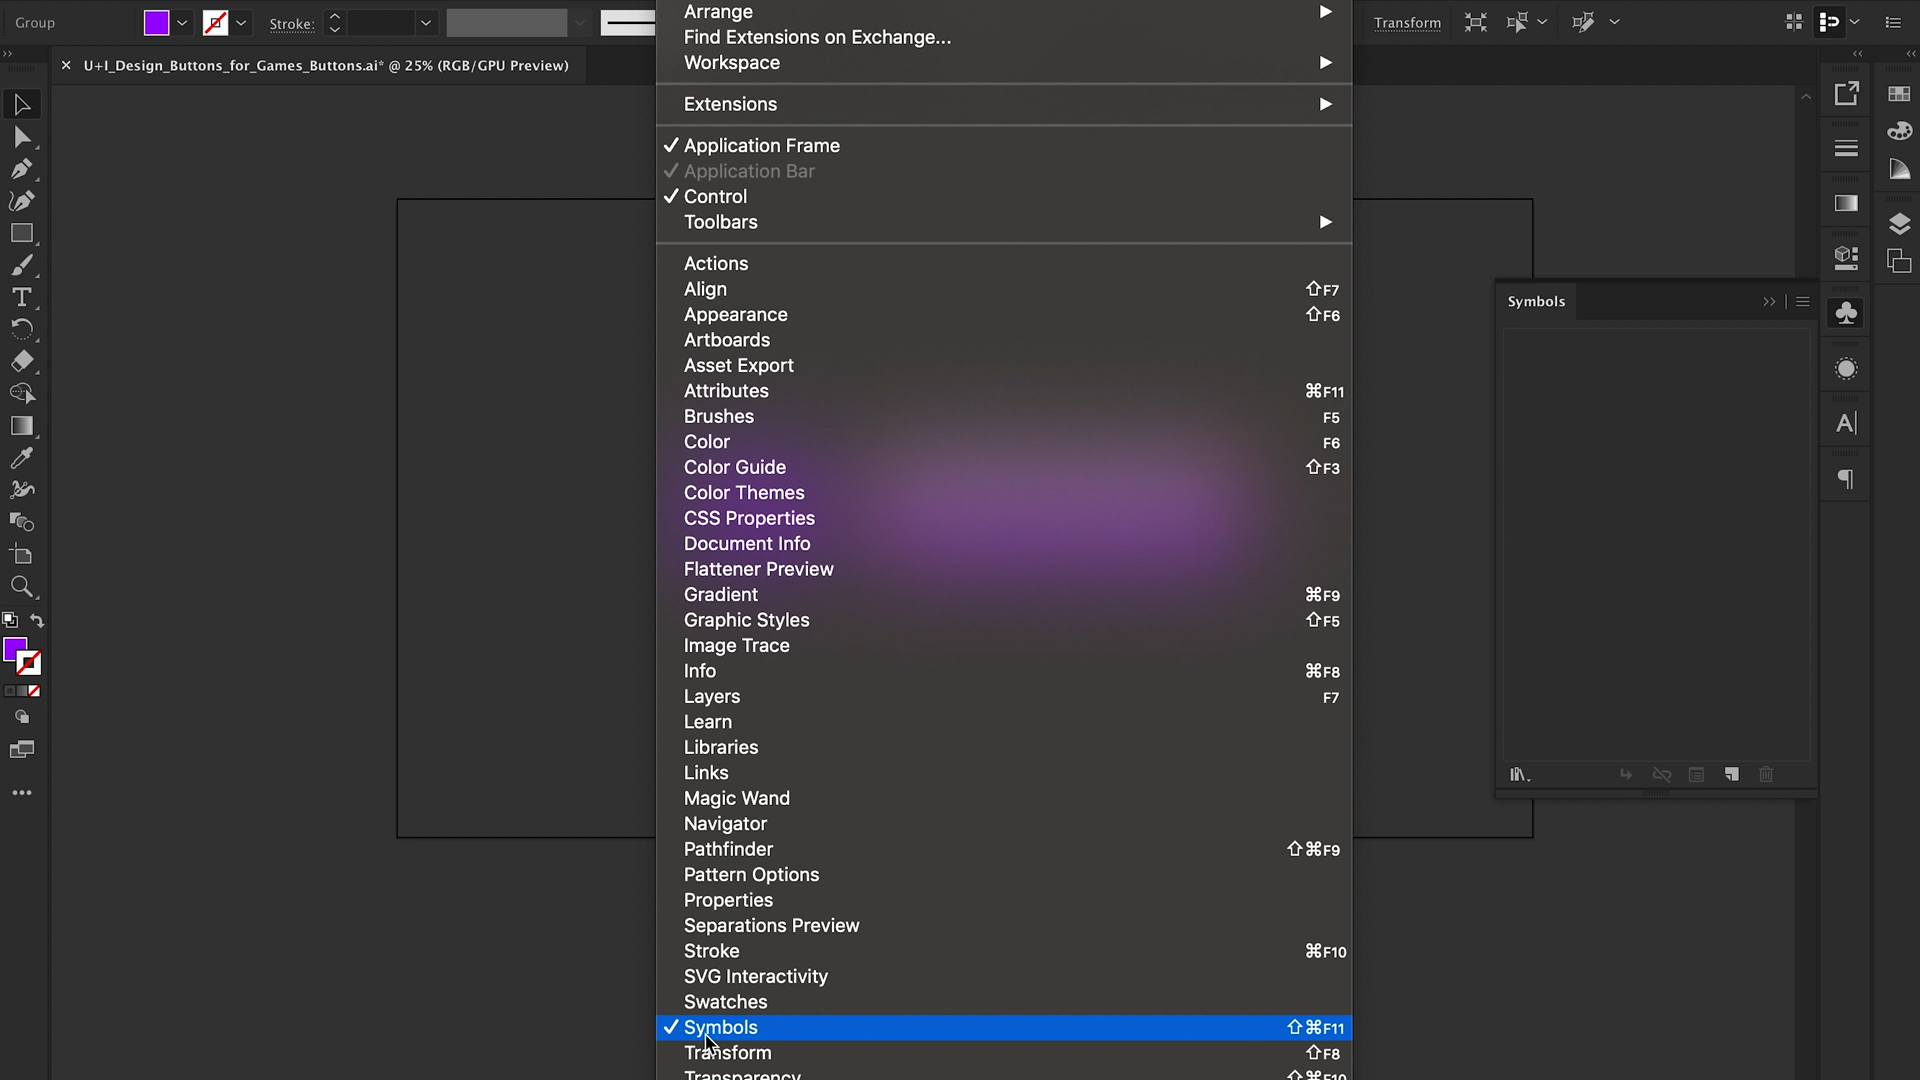 Group
Stroke:
Transform
U+I_Design_Buttons_for_Games_Buttons.ai* @ 25% (RGB/GPU Preview)
Arrange
Find Extensions on Exchange...
Workspace
Extensions
Application Frame
Application Bar
Control
Toolbars
Actions
Align ⇧F7
Appearance ⇧F6
Artboards
Asset Export
Attributes ⌘F11
Brushes F5
Color F6
Color Guide ⇧F3
Color Themes
CSS Properties
Document Info
Flattener Preview
Gradient ⌘F9
Graphic Styles ⇧F5
Image Trace
Info ⌘F8
Layers F7
Learn
Libraries
Links
Magic Wand
Navigator
Pathfinder ⇧⌘F9
Pattern Options
Properties
Separations Preview
Stroke ⌘F10
SVG Interactivity
Swatches
Symbols ⇧⌘F11
Transform ⇧F8
Transparency ⇧⌘F10
Symbols